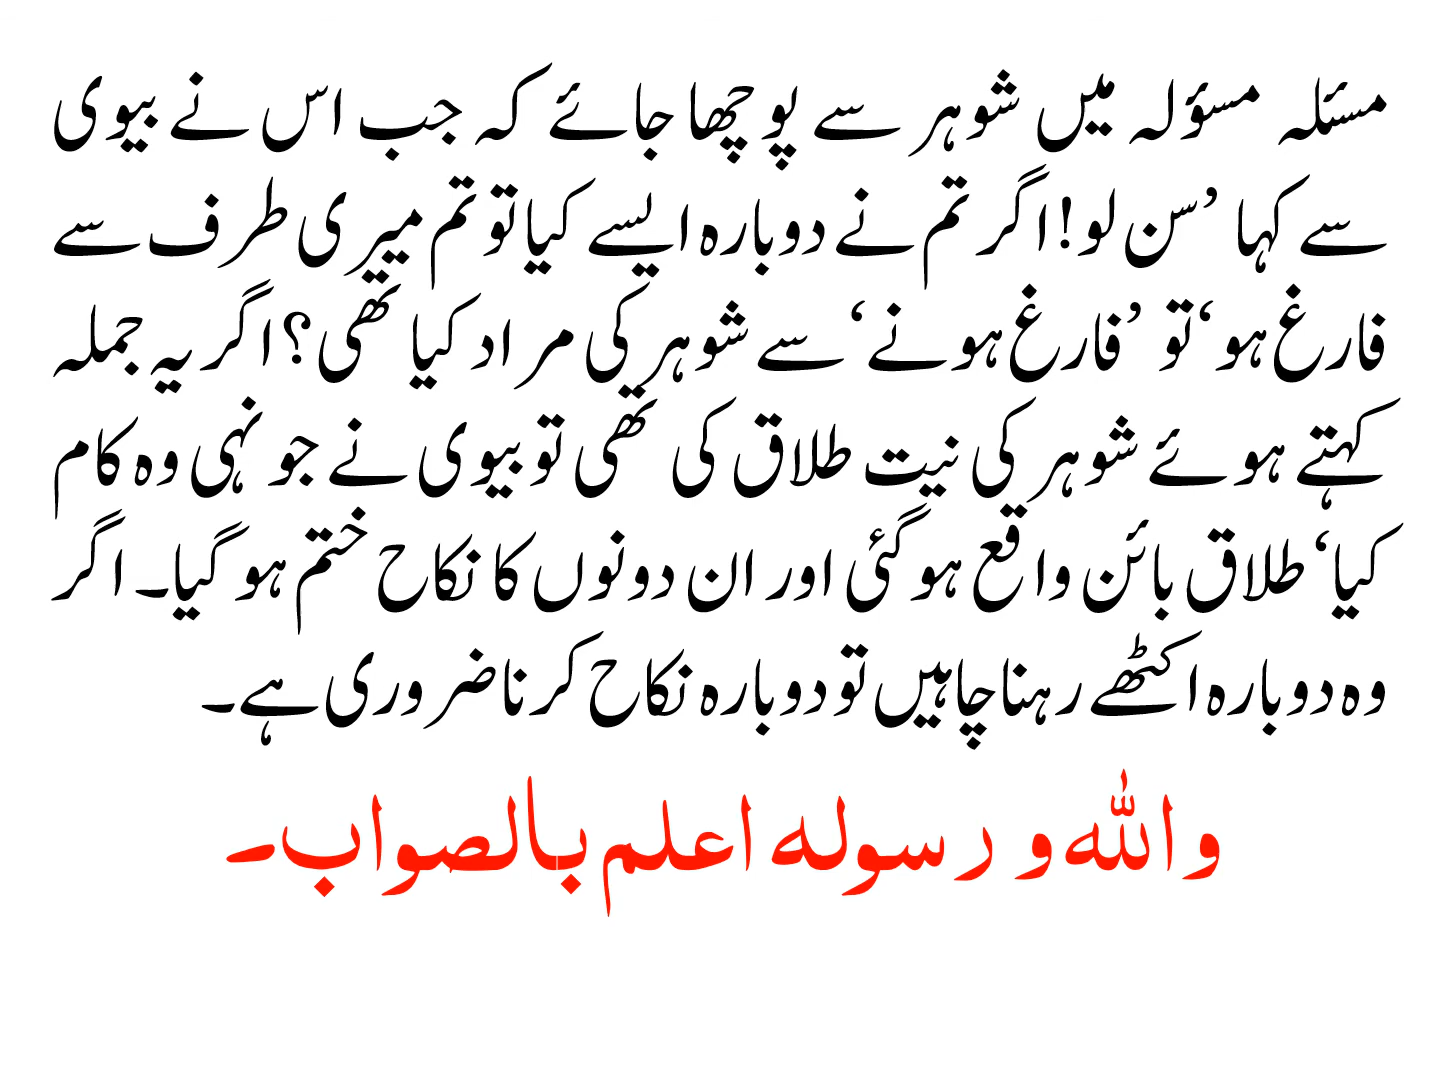 مسئلہ مسؤلہ میں شوہر سے پوچھا جائے کہ جب اس نے بیوی
سے کہا ’سن لو!اگر تم نے دوبارہ ایسے کیا تو تم میری طرف سے
فارغ ہو‘ تو ’فارغ ہونے‘ سے شوہر کی مراد کیا تھی؟ اگر یہ جملہ
کہتے ہوئے شوہر کی نیت طلاق کی تھی تو بیوی نے جونہی وہ کام
کیا‘ طلاق بائن واقع ہوگئی اور ان دونوں کا نکاح ختم ہوگیا۔ اگر
وہ دوبارہ اکٹھے رہنا چاہیں تو دوبارہ نکاح کرنا ضروری ہے۔
واللہ و رسولہ اعلم بالصواب۔